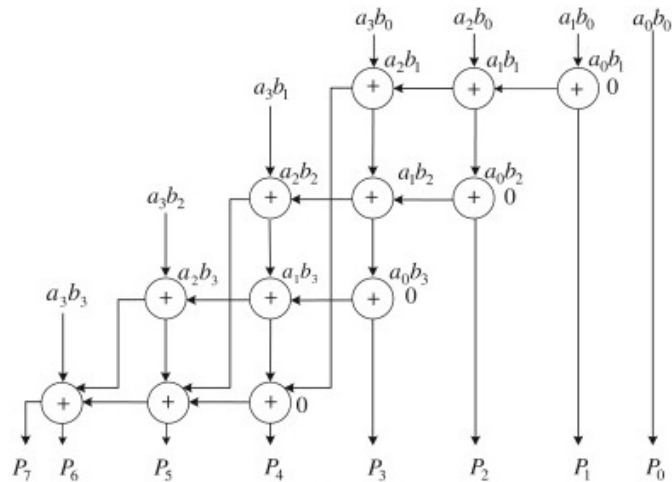 a₃b₀ a₂b₀ a₁b₀ a₀b₀
a₂b₁ a₁b₁ a₀b₁
+ + + 0
a₃b₁
a₂b₂ a₁b₂ a₀b₂
+ + + 0
a₃b₂
a₂b₃ a₁b₃ a₀b₃
+ + + 0
a₃b₃
+ + + 0
P₇ P₆ P₅ P₄ P₃ P₂ P₁ P₀